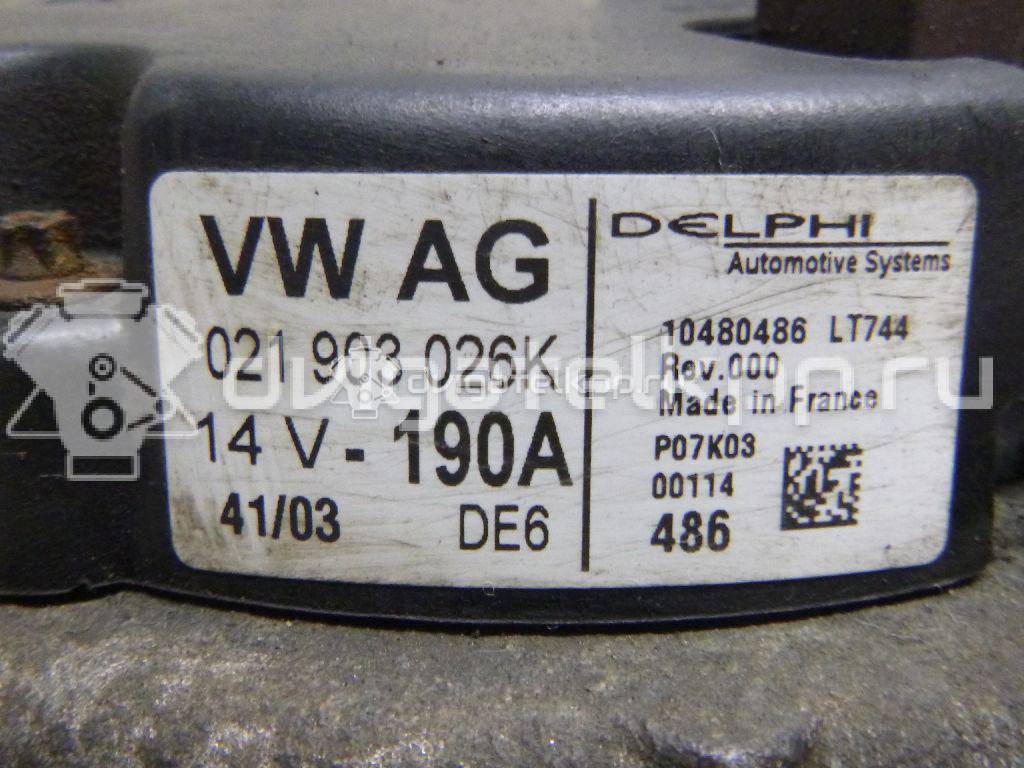 VW AG
021 903 026K
14 V - 190A
41/03 DE6
DELPHI
Automotive Systems
10480486 LT744
Rev.000
Made in France
P07K03
00114
486